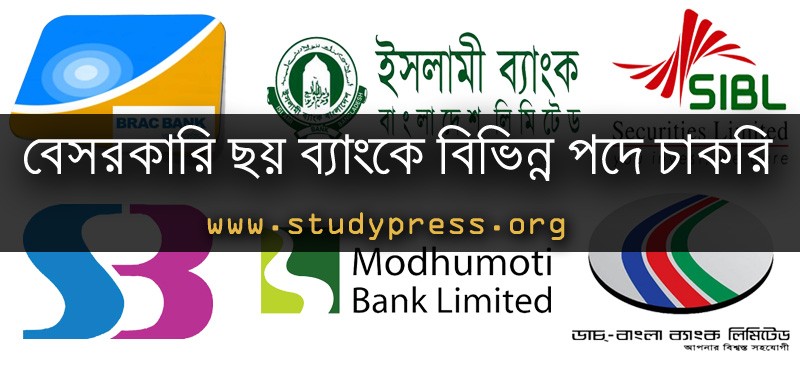 BRAC BANK
ইসলামী ব্যাংক
বাংলাদেশ লিমিটেড
SIBL
Securities Limited
বেসরকারি ছয় ব্যাংকে বিভিন্ন পদে চাকরি
www.studypress.org
SB
Modhumoti
Bank Limited
ডাচ্-বাংলা ব্যাংক লিমিটেড
আপনার বিশ্বস্ত সহযোগী